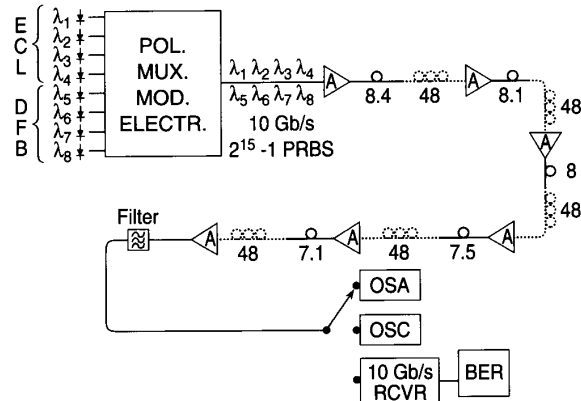 E
C
L
D
F
B
λ1
λ2
λ3
λ4
λ5
λ6
λ7
λ8
POL.
MUX.
MOD.
ELECTR.
λ1 λ2 λ3 λ4
λ5 λ6 λ7 λ8
10 Gb/s
2^15 -1 PRBS
A
8.4
48
A
8.1
48
A
8
48
A
7.5
48
A
7.1
48
A
Filter
OSA
OSC
10 Gb/s
RCVR
BER